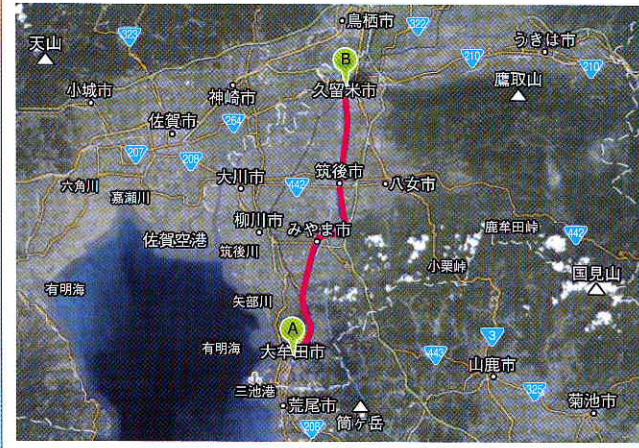 鳥栖市
323
322
天山
うきは市
210
B
210
小城市
神崎市
久留米市
鷹取山
264
佐賀市
207
208
大川市
442
筑後市
八女市
六角川
嘉瀬川
柳川市
みやま市
鹿牟田峠
442
佐賀空港
筑後川
小栗峠
国見山
有明海
矢部川
A
3
有明海
大牟田市
443
山鹿市
三池港
325
荒尾市
筒ヶ岳
菊池市
208